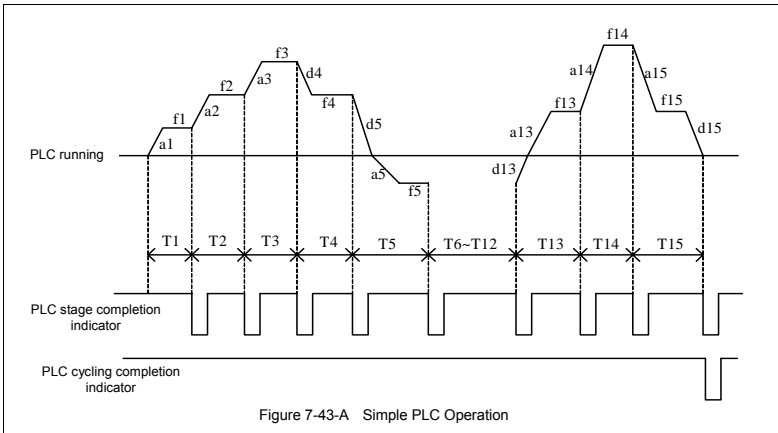 f14
f3
a14
a15
f2
a3
d4
f1
a2
f4
f13
f15
a1
d5
a13
d15
PLC running
a5
f5
d13
T1
T2
T3
T4
T5
T6~T12
T13
T14
T15
PLC stage completion
indicator
PLC cycling completion
indicator
Figure 7-43-A Simple PLC Operation